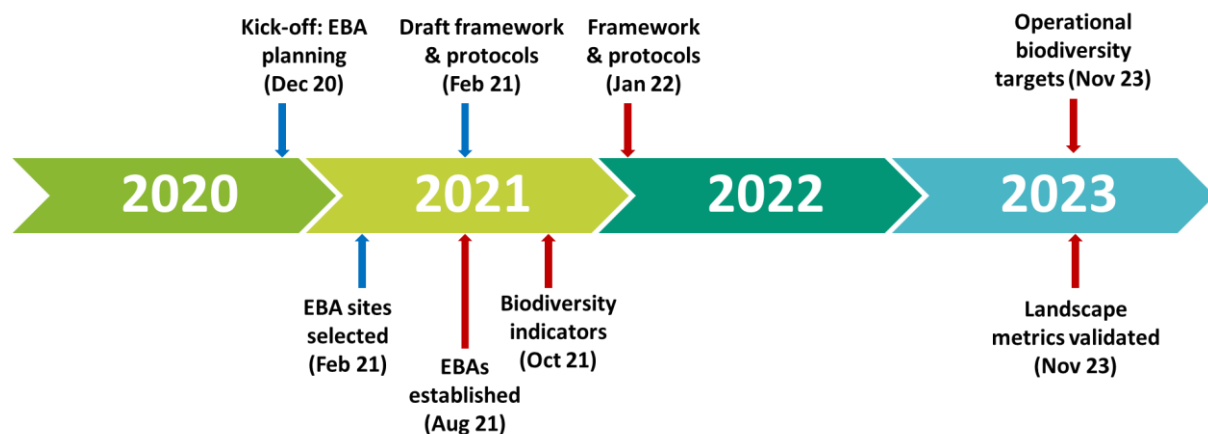 Kick-off: EBA
planning
(Dec 20)
Draft framework
& protocols
(Feb 21)
Framework
& protocols
(Jan 22)
Operational
biodiversity
targets (Nov 23)
2020
2021
2022
2023
EBA sites
selected
(Feb 21)
EBAs
established
(Aug 21)
Biodiversity
indicators
(Oct 21)
Landscape
metrics validated
(Nov 23)